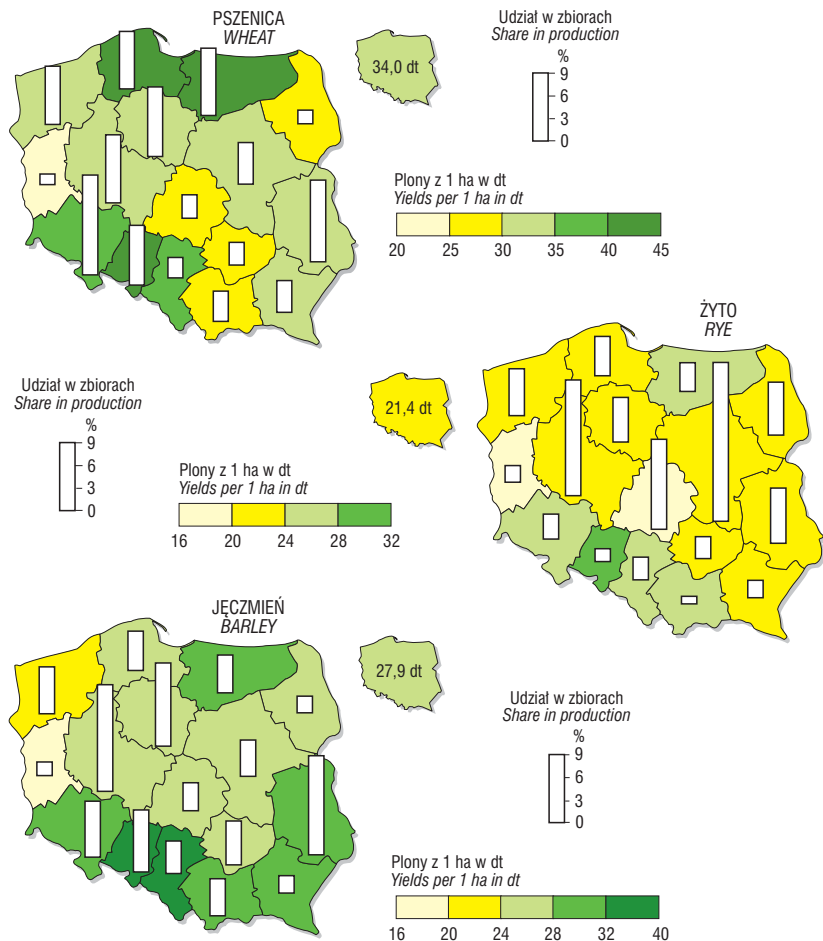 PSZENICA
WHEAT
34,0 dt
Udział w zbiorach
Share in production
%
9
6
3
0
Plony z 1 ha w dt
Yields per 1 ha in dt
20 25 30 35 40 45
ŻYTO
RYE
21,4 dt
Udział w zbiorach
Share in production
%
9
6
3
0
Plony z 1 ha w dt
Yields per 1 ha in dt
16 20 24 28 32
JĘCZMIEŃ
BARLEY
27,9 dt
Udział w zbiorach
Share in production
%
9
9
3
0
Plony z 1 ha w dt
Yields per 1 ha in dt
16 20 24 28 32 40